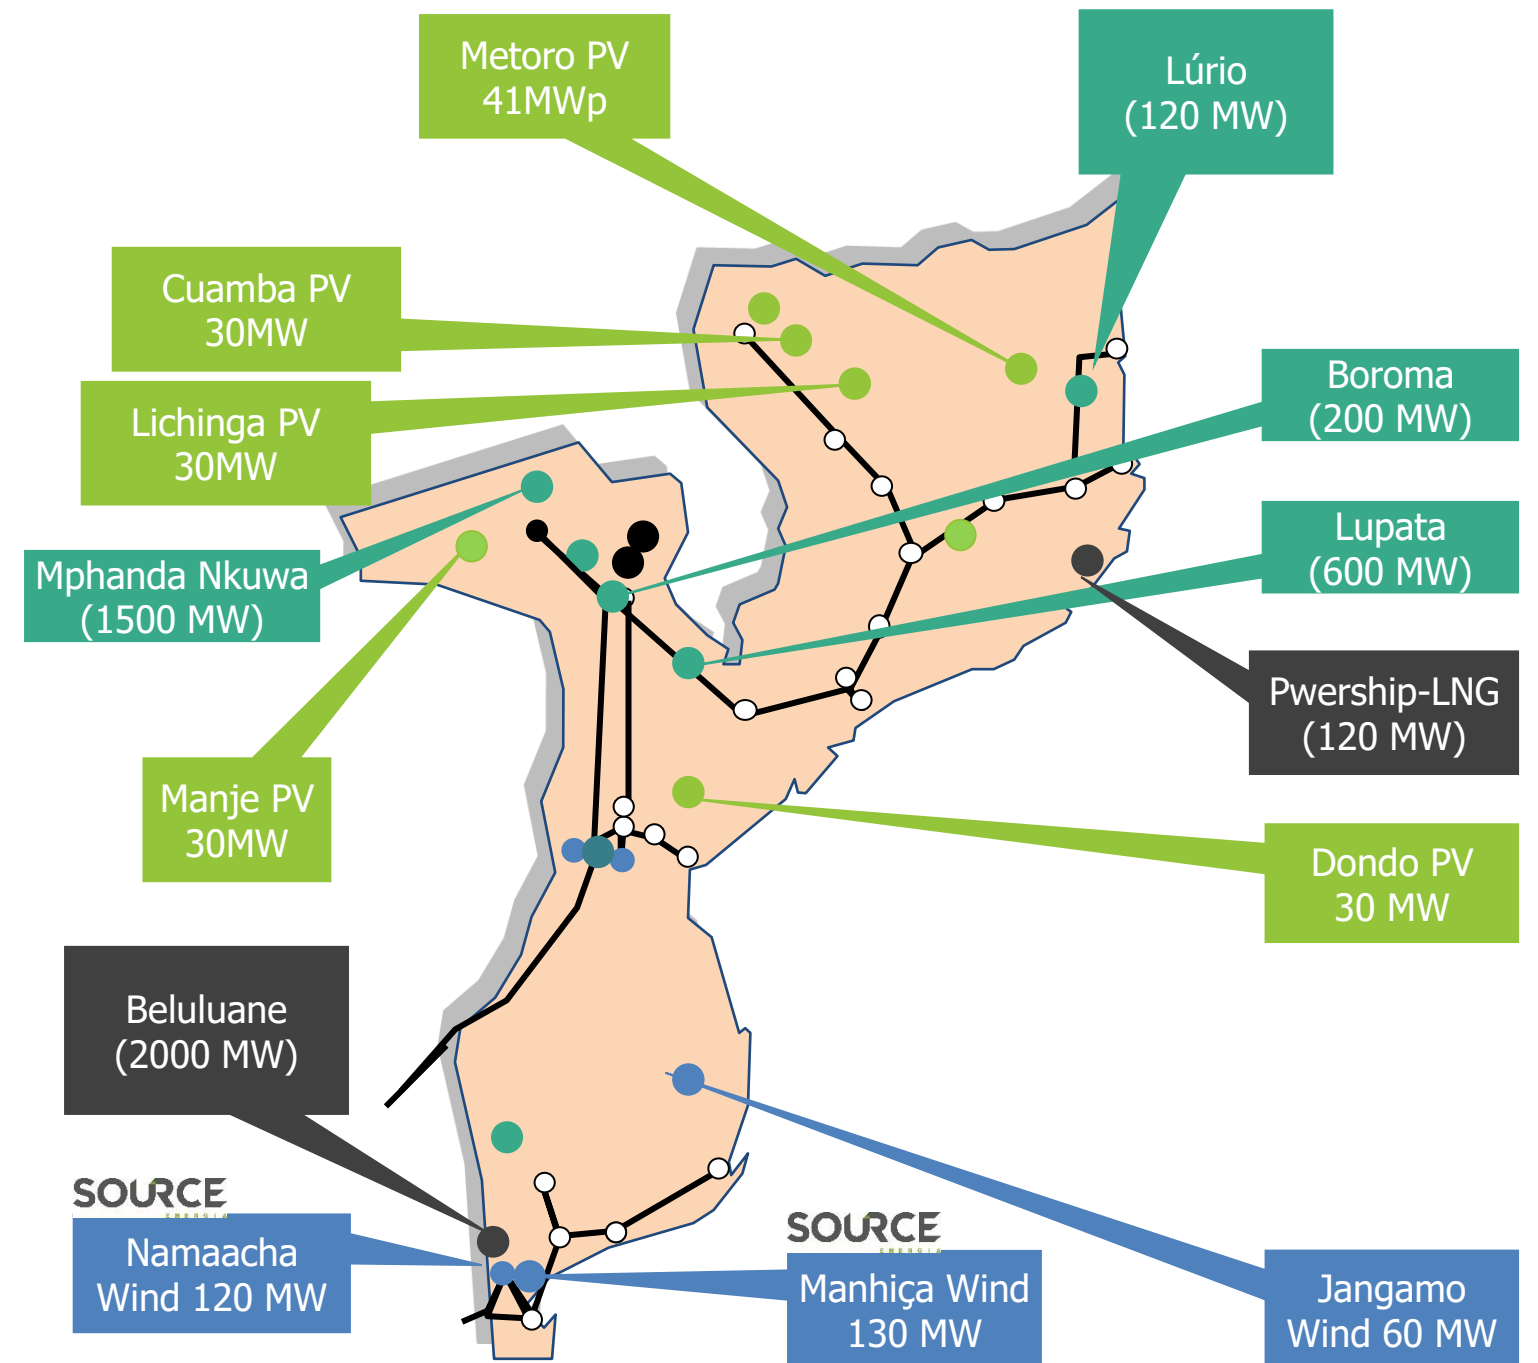 Metoro PV
41MWp
Lúrio
(120 MW)
Cuamba PV
30MW
Lichinga PV
30MW
Boroma
(200 MW)
Lupata
(600 MW)
Mphanda Nkuwa
(1500 MW)
Pwership-LNG
(120 MW)
Manje PV
30MW
Dondo PV
30 MW
Beluluane
(2000 MW)
SOURCE
ENERGIA
Namaacha
Wind 120 MW
SOURCE
ENERGIA
Manhiça Wind
130 MW
Jangamo
Wind 60 MW